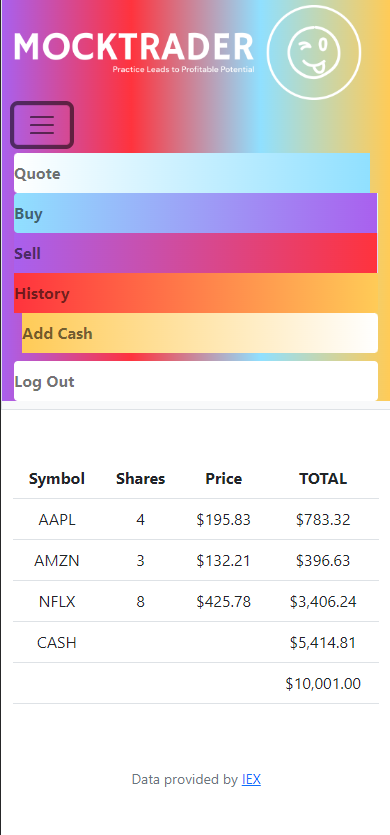 MOCKTRADER
Practice Leads to Profitable Potential
Quote
Buy
Sell
History
Add Cash
Log Out
Symbol Shares Price TOTAL
AAPL 4 $195.83 $783.32
AMZN 3 $132.21 $396.63
NFLX 8 $425.78 $3,406.24
CASH $5,414.81
$10,001.00
Data provided by IEX